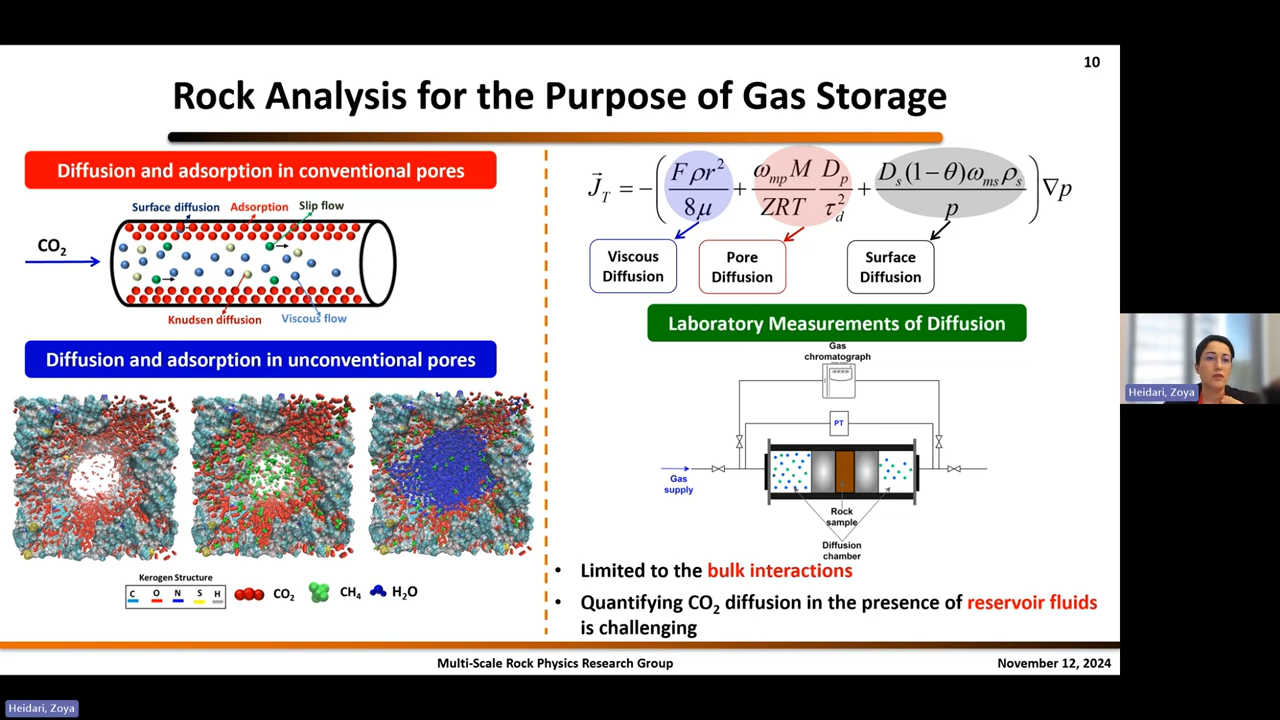 10
Rock Analysis for the Purpose of Gas Storage
Diffusion and adsorption in conventional pores
Surface diffusion
Adsorption
Slip flow
CO₂
Knudsen diffusion
Viscous flow
Diffusion and adsorption in unconventional pores
Kerogen Structure
C O N S H
CO₂
CH₄
H₂O
J_T = −( Fρr²/8μ + ω_mp M/ZRT D_p/τ_d² + D_s(1−θ)ω_ms ρ_s/p )∇p
Viscous
Diffusion
Pore
Diffusion
Surface
Diffusion
Laboratory Measurements of Diffusion
Gas
chromatograph
PT
Gas
supply
Rock
sample
Diffusion
chamber
• Limited to the bulk interactions
• Quantifying CO₂ diffusion in the presence of reservoir fluids
is challenging
Multi-Scale Rock Physics Research Group
November 12, 2024
Heidari, Zoya
Heidari, Zoya